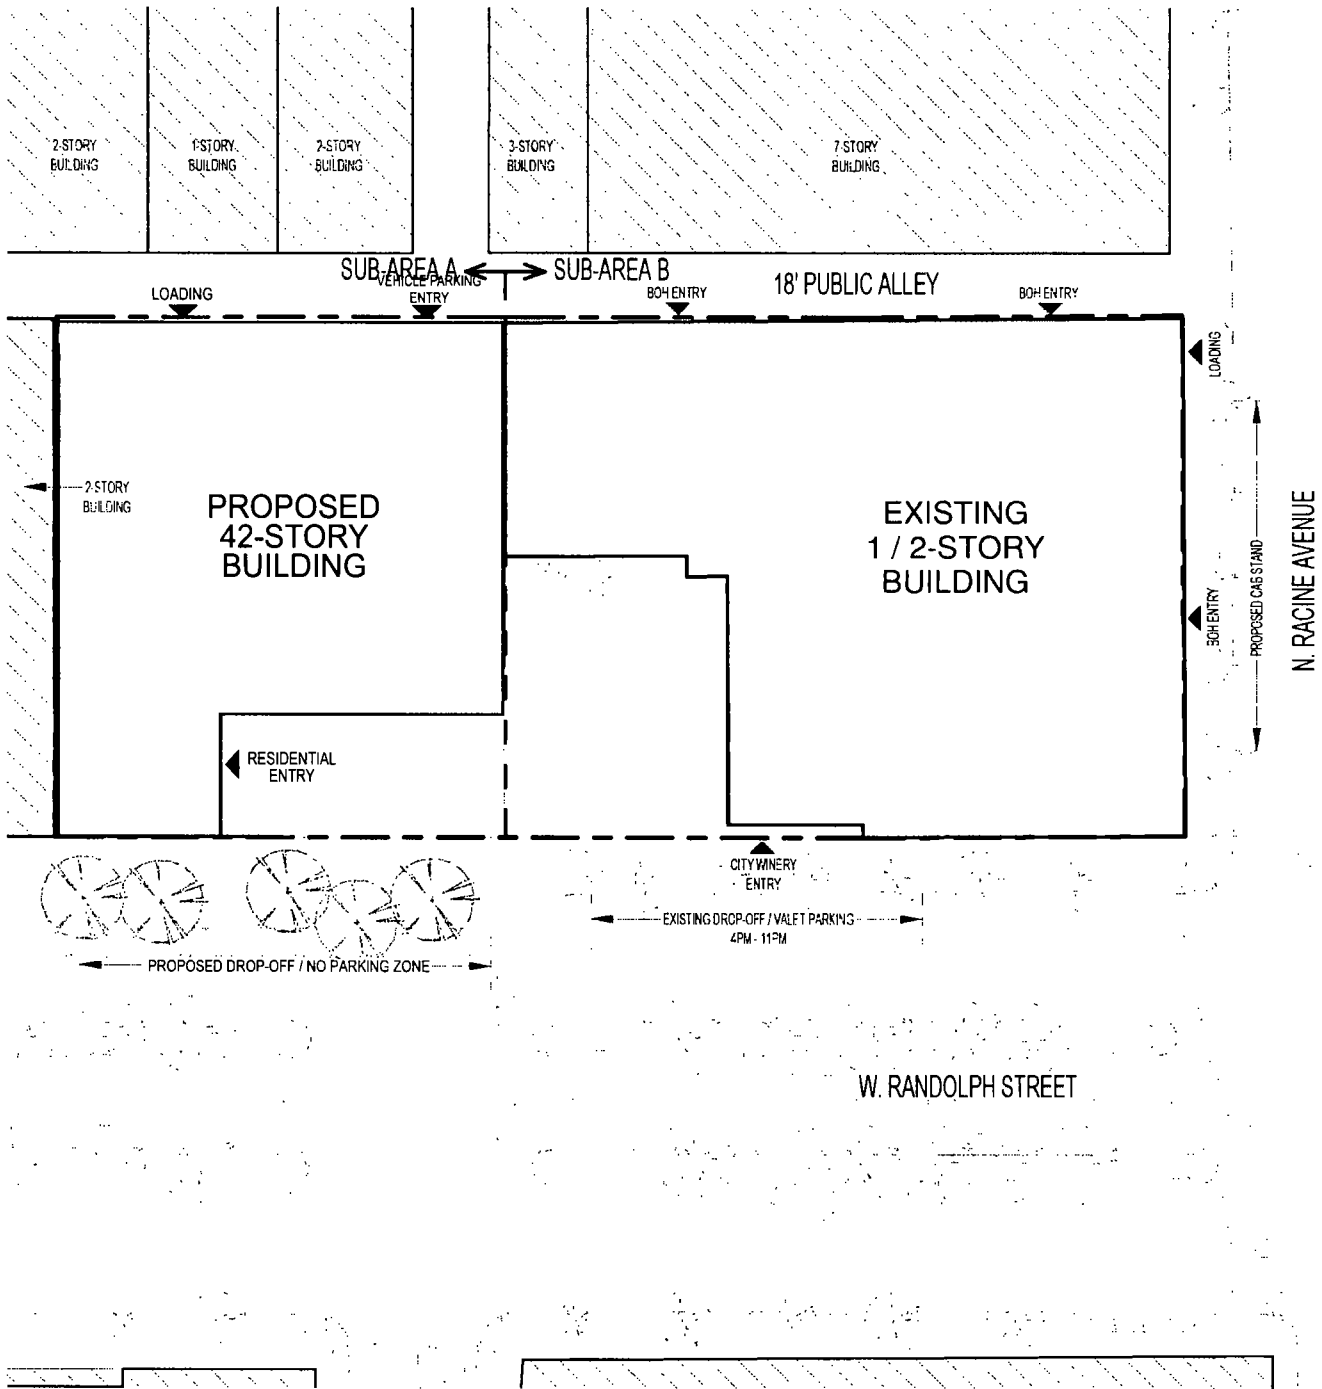 2-STORY
BUILDING
1-STORY
BUILDING
2-STORY
BUILDING
3-STORY
BUILDING
7-STORY
BUILDING
SUB-AREA A
SUB-AREA B
18' PUBLIC ALLEY
LOADING
VEHICLE PARKING
ENTRY
BOH ENTRY
BOH ENTRY
LOADING
2-STORY
BUILDING
PROPOSED
42-STORY
BUILDING
EXISTING
1 / 2-STORY
BUILDING
BOH ENTRY
PROPOSED CAB STAND
N. RACINE AVENUE
RESIDENTIAL
ENTRY
CITY WINERY
ENTRY
EXISTING DROP-OFF / VALET PARKING
4PM - 11PM
PROPOSED DROP-OFF / NO PARKING ZONE
W. RANDOLPH STREET